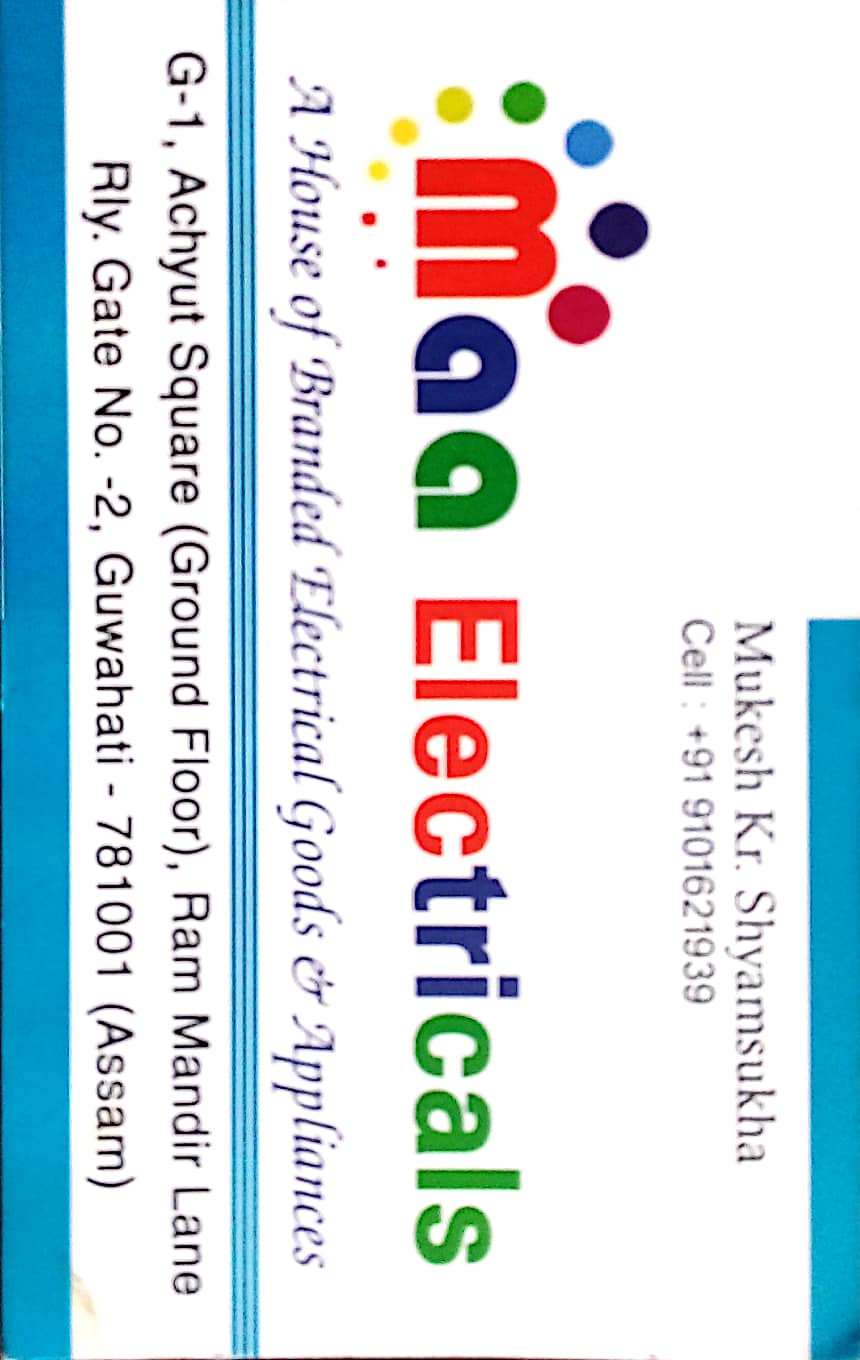 Mukesh Kr. Shyamsukha
Cell : +91 9101621939
maa Electricals
A House of Branded Electrical Goods & Appliances
G-1, Achyut Square (Ground Floor), Ram Mandir Lane
Rly. Gate No. -2, Guwahati - 781001 (Assam)